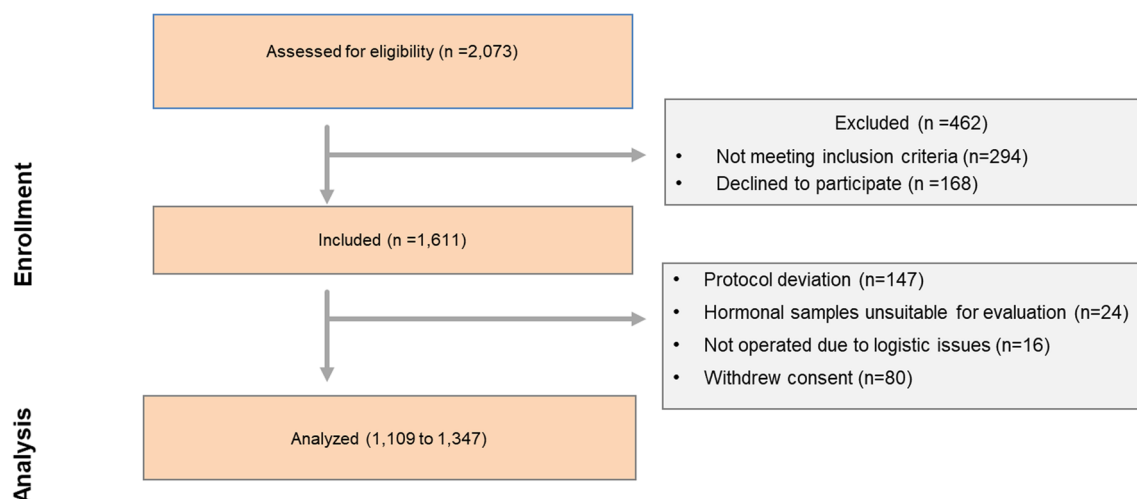 Assessed for eligibility (n =2,073)
Excluded (n =462)
• Not meeting inclusion criteria (n=294)
• Declined to participate (n =168)
Enrollment
Included (n =1,611)
• Protocol deviation (n=147)
• Hormonal samples unsuitable for evaluation (n=24)
• Not operated due to logistic issues (n=16)
• Withdrew consent (n=80)
Analysis
Analyzed (1,109 to 1,347)